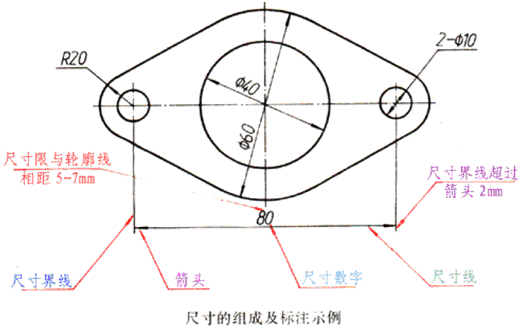 R20
2-Φ10
Φ40
Φ60
尺寸限与轮廓线
相距 5-7mm
尺寸界线超过
箭头 2mm
80
尺寸界线
箭头
尺寸数字
尺寸线
尺寸的组成及标注示例